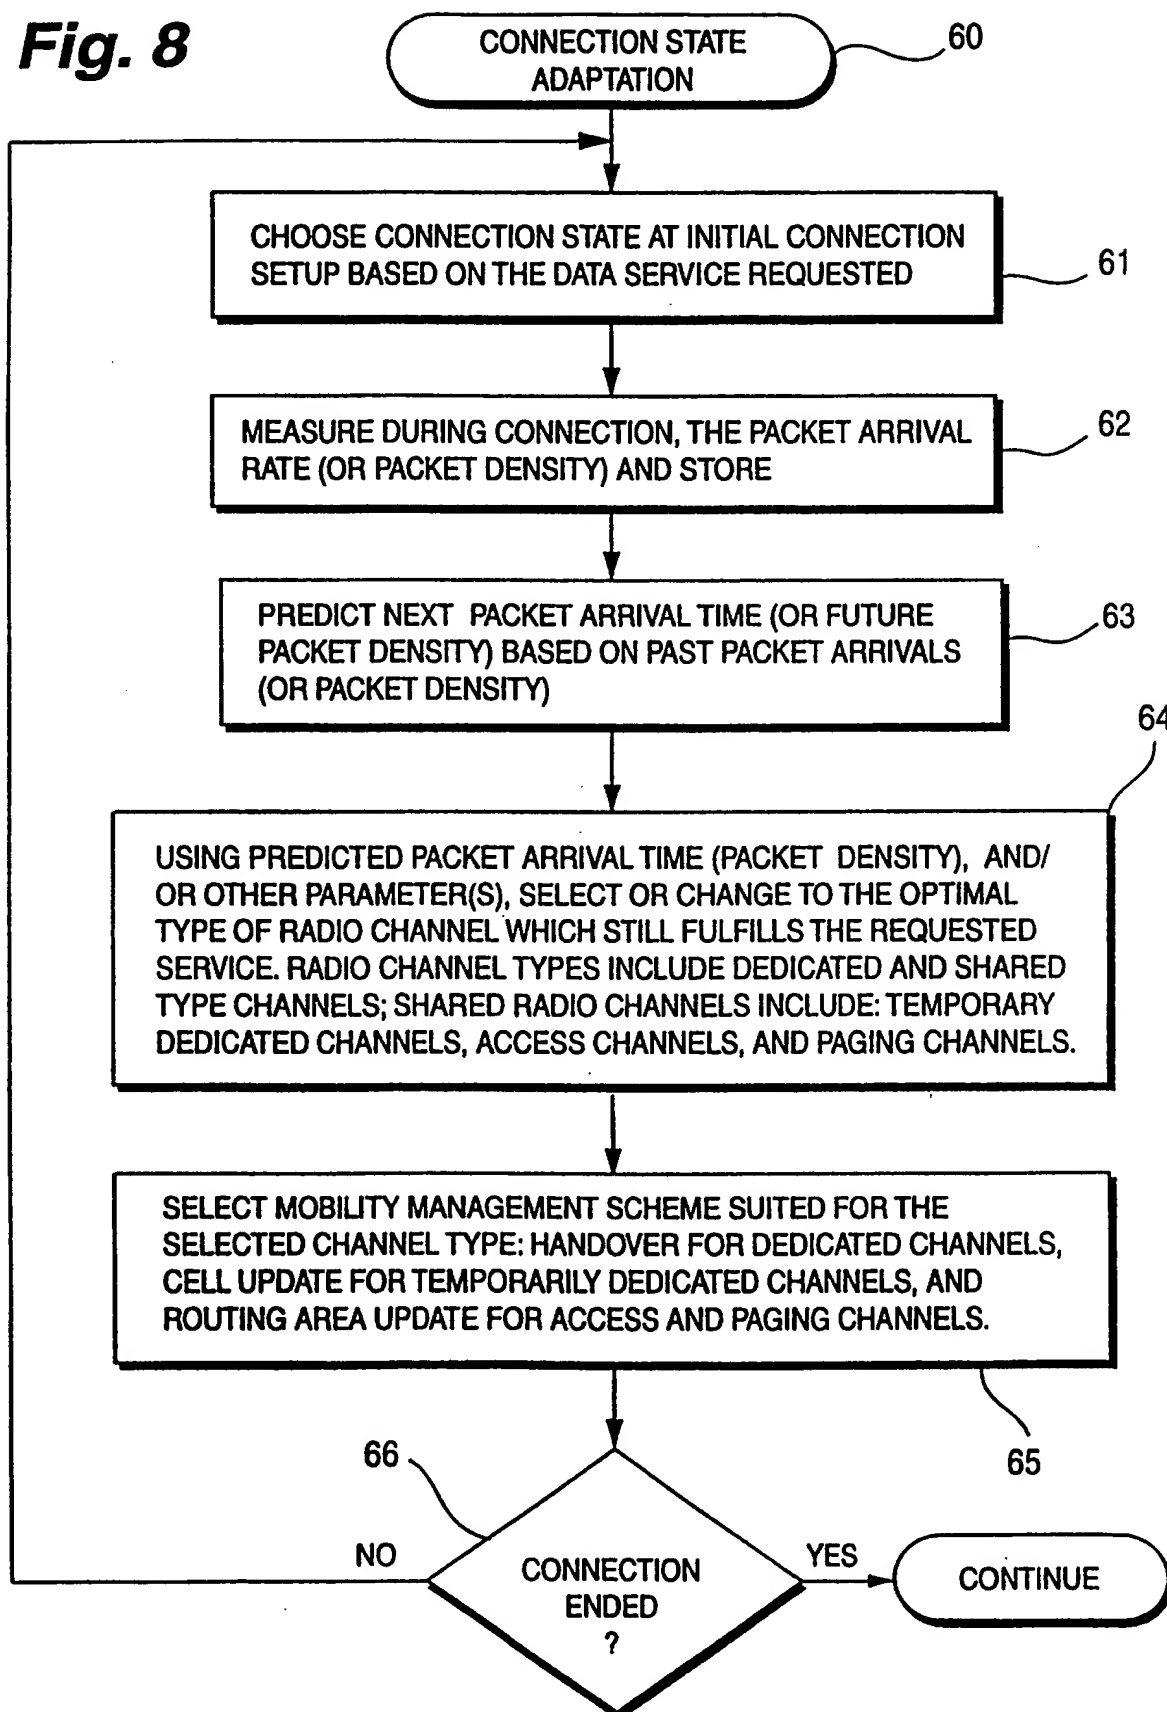 Fig. 8
CONNECTION STATE
ADAPTATION
60
CHOOSE CONNECTION STATE AT INITIAL CONNECTION
SETUP BASED ON THE DATA SERVICE REQUESTED
61
MEASURE DURING CONNECTION, THE PACKET ARRIVAL
RATE (OR PACKET DENSITY) AND STORE
62
PREDICT NEXT PACKET ARRIVAL TIME (OR FUTURE
PACKET DENSITY) BASED ON PAST PACKET ARRIVALS
(OR PACKET DENSITY)
63
64
USING PREDICTED PACKET ARRIVAL TIME (PACKET DENSITY), AND/
OR OTHER PARAMETER(S), SELECT OR CHANGE TO THE OPTIMAL
TYPE OF RADIO CHANNEL WHICH STILL FULFILLS THE REQUESTED
SERVICE. RADIO CHANNEL TYPES INCLUDE DEDICATED AND SHARED
TYPE CHANNELS; SHARED RADIO CHANNELS INCLUDE: TEMPORARY
DEDICATED CHANNELS, ACCESS CHANNELS, AND PAGING CHANNELS.
SELECT MOBILITY MANAGEMENT SCHEME SUITED FOR THE
SELECTED CHANNEL TYPE: HANDOVER FOR DEDICATED CHANNELS,
CELL UPDATE FOR TEMPORARILY DEDICATED CHANNELS, AND
ROUTING AREA UPDATE FOR ACCESS AND PAGING CHANNELS.
65
66
NO
CONNECTION
ENDED
?
YES
CONTINUE